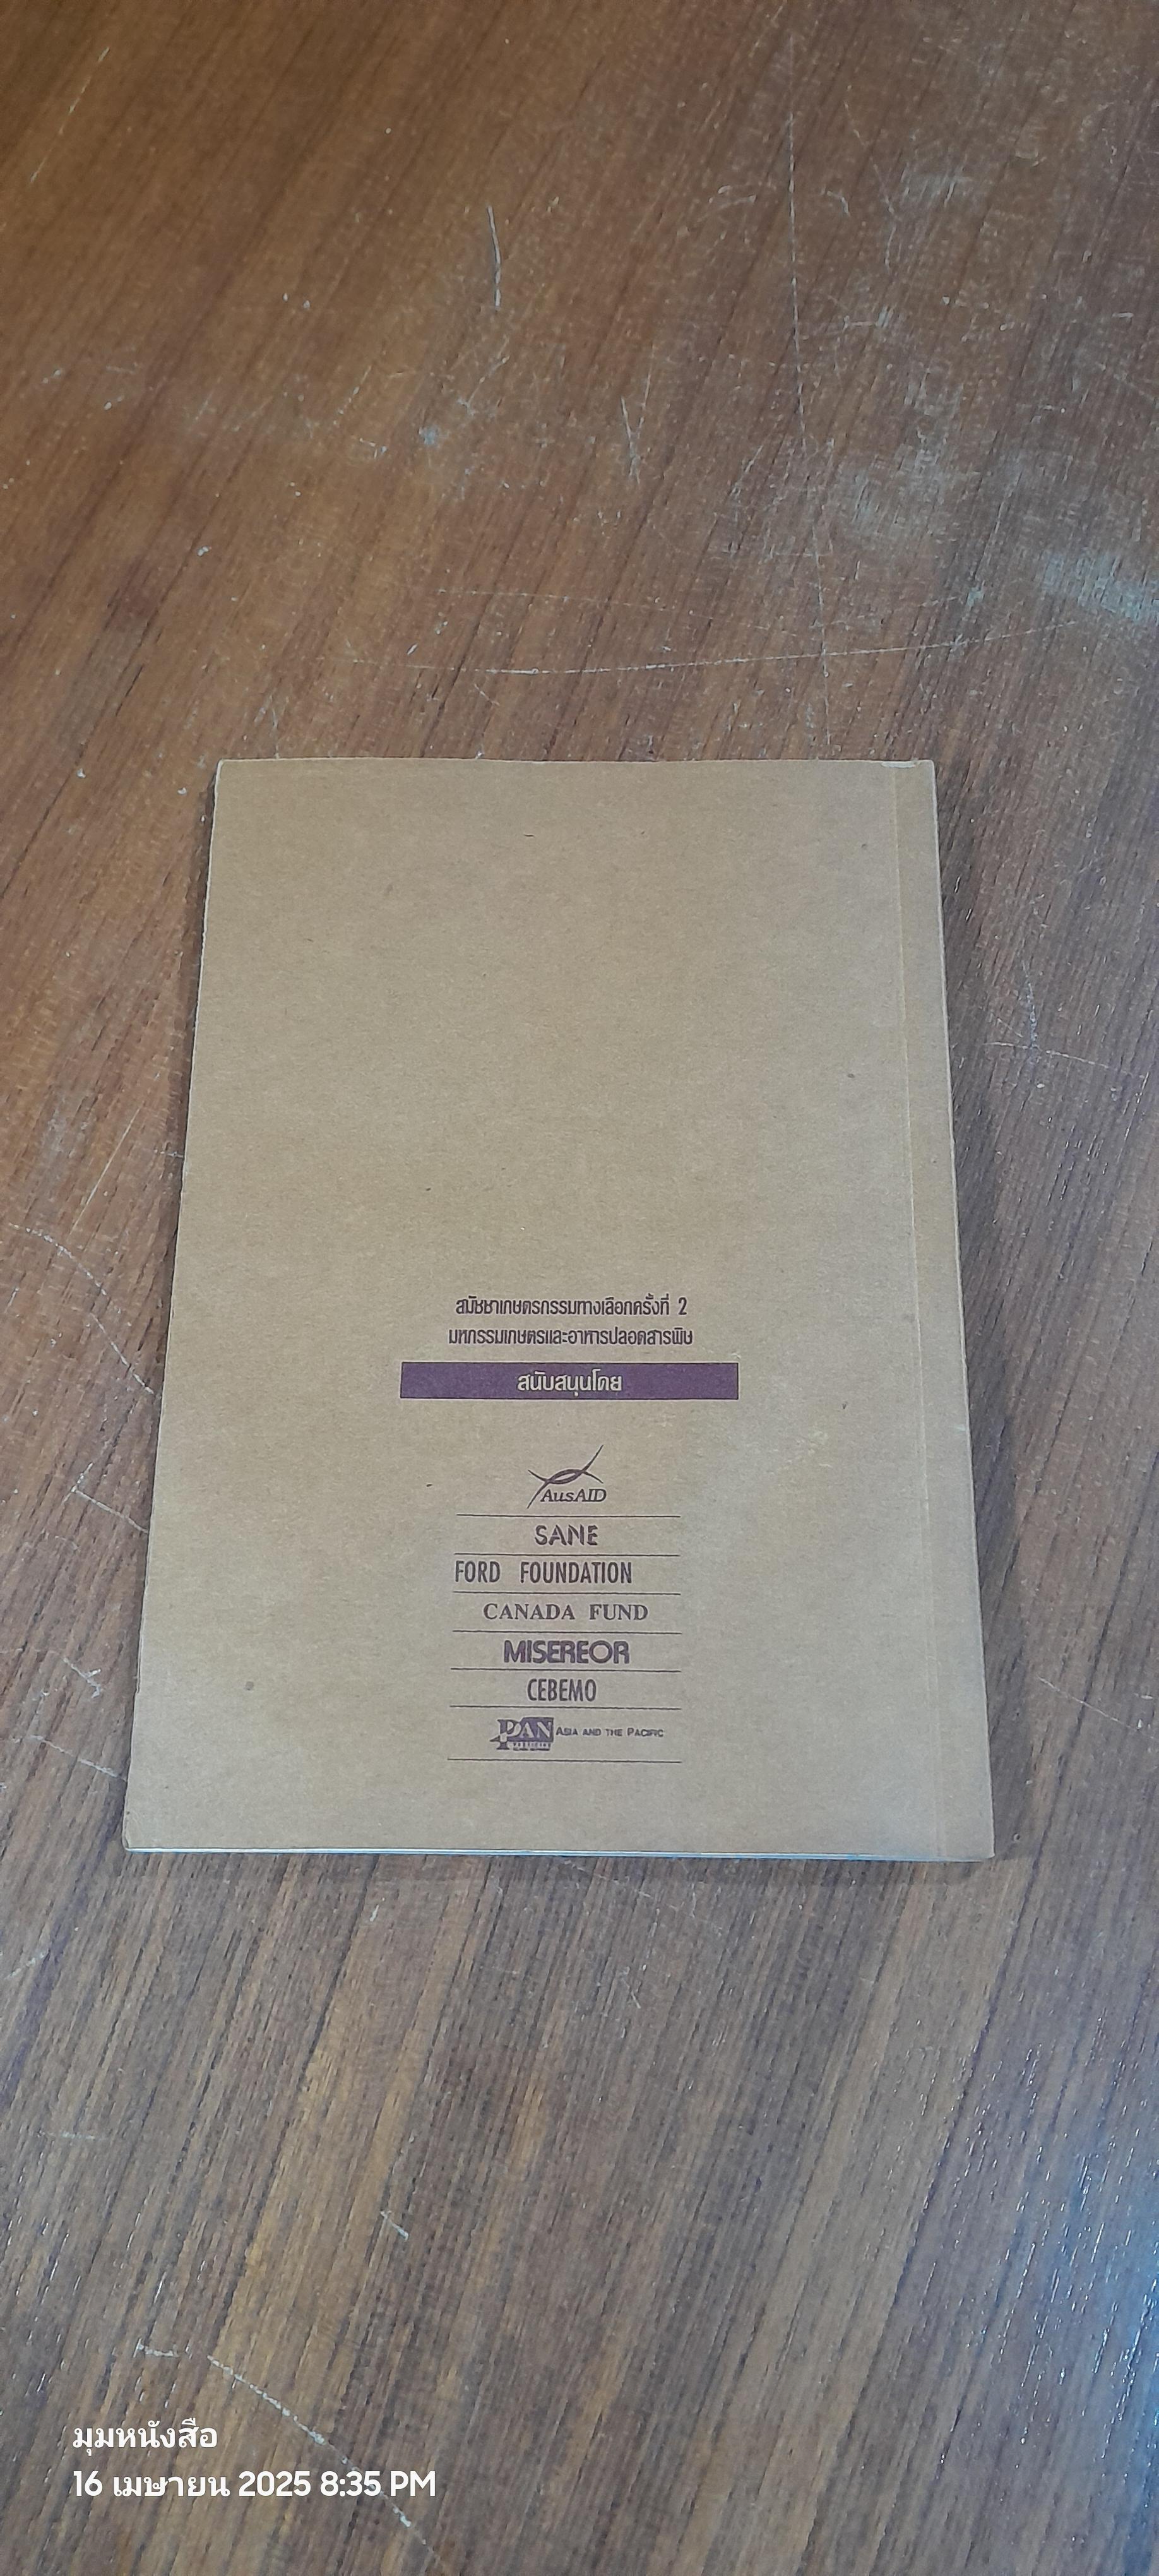 สมัชชาเกษตรกรรมทางเลือกครั้งที่ 2
มหกรรมเกษตรและอาหารปลอดสารพิษ
สนับสนุนโดย
AusAID
SANE
FORD FOUNDATION
CANADA FUND
MISEREOR
CEBEMO
PAN ASIA AND THE PACIFIC
มุมหนังสือ
16 เมษายน 2025 8:35 PM